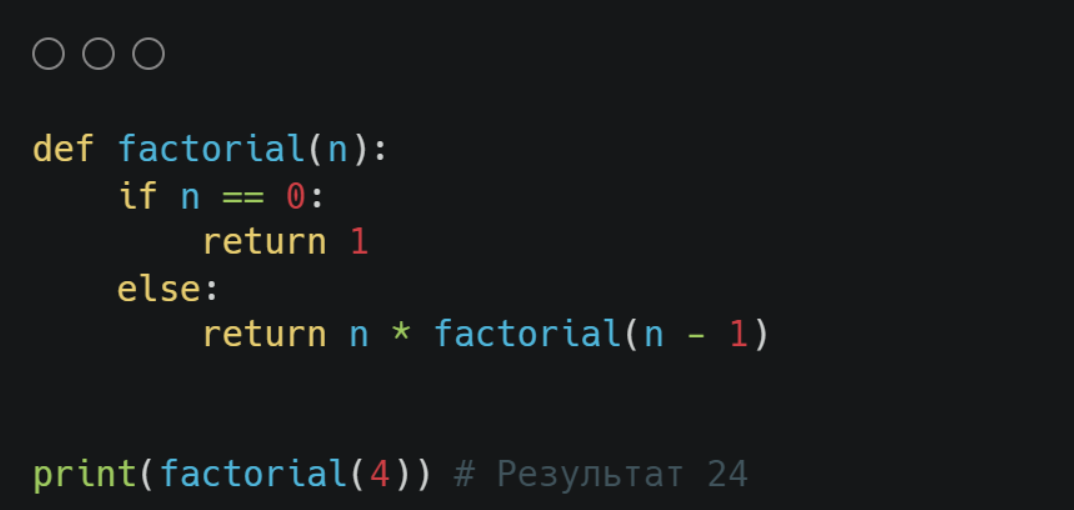 def factorial(n):
    if n == 0:
        return 1
    else:
        return n * factorial(n - 1)
print(factorial(4)) # Результат 24